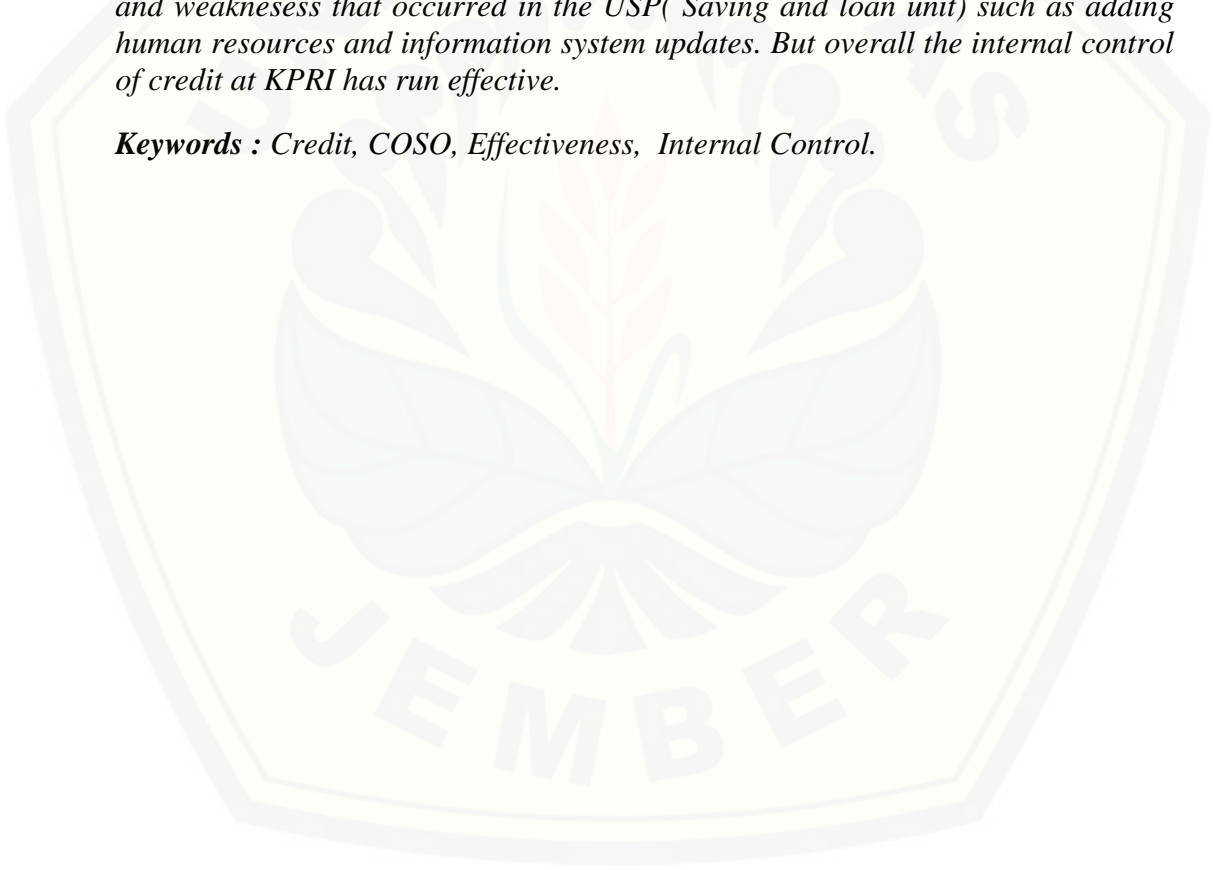 and weaknesess that occurred in the USP( Saving and loan unit) such as adding
human resources and information system updates. But overall the internal control
of credit at KPRI has run effective.
Keywords : Credit, COSO, Effectiveness, Internal Control.
JEMBER